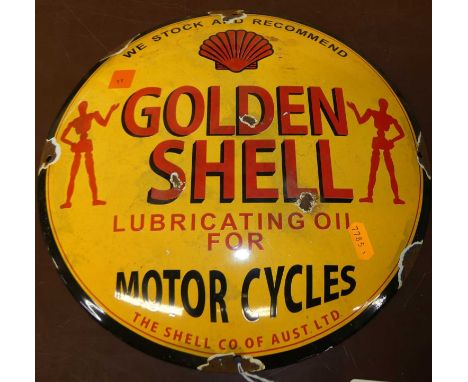 WE STOCK AND RECOMMEND
GOLDEN
SHELL
LUBRICATING OIL
FOR
MOTOR CYCLES
THE SHELL CO. OF AUST. LTD